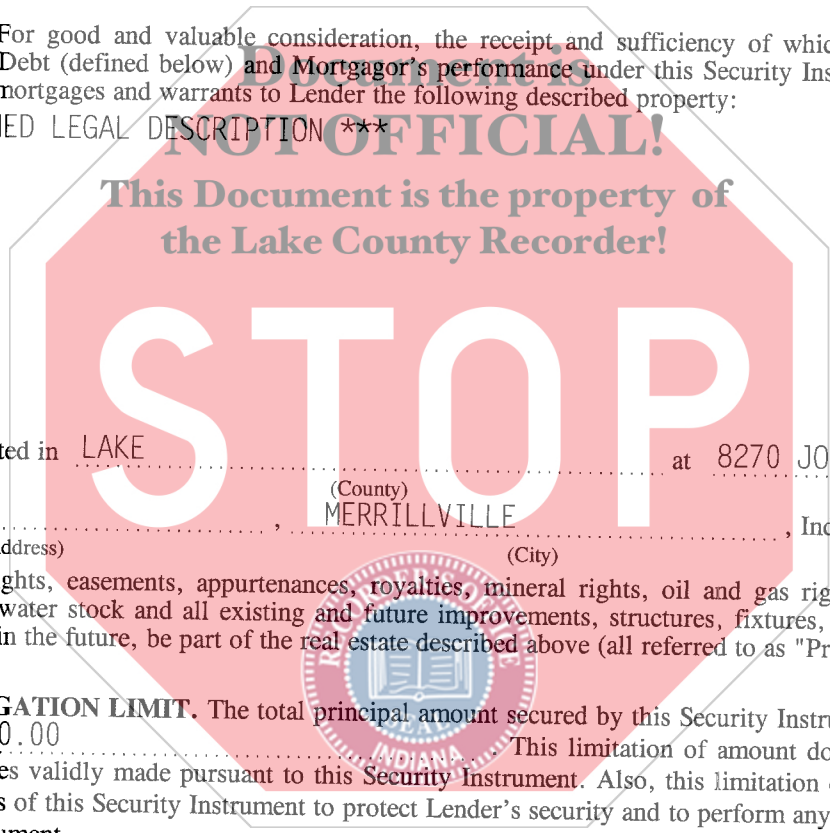 For good and valuable consideration, the receipt and sufficiency of whic
Debt (defined below) and Mortgagor's performance under this Security Ins
mortgages and warrants to Lender the following described property:
ED LEGAL DESCRIPTION ***
Document is
NOT OFFICIAL!
This Document is the property of
the Lake County Recorder!
STOP
ted in LAKE at 8270 JO
(County)
, MERRILLVILLE , Ind
ddress) (City)
ghts, easements, appurtenances, royalties, mineral rights, oil and gas rig
water stock and all existing and future improvements, structures, fixtures,
in the future, be part of the real estate described above (all referred to as "Pr
GATION LIMIT. The total principal amount secured by this Security Instru
0.00 . This limitation of amount do
es validly made pursuant to this Security Instrument. Also, this limitation
s of this Security Instrument to protect Lender's security and to perform any
ument.
RECORDER'S OFFICE
SEAL
INDIANA